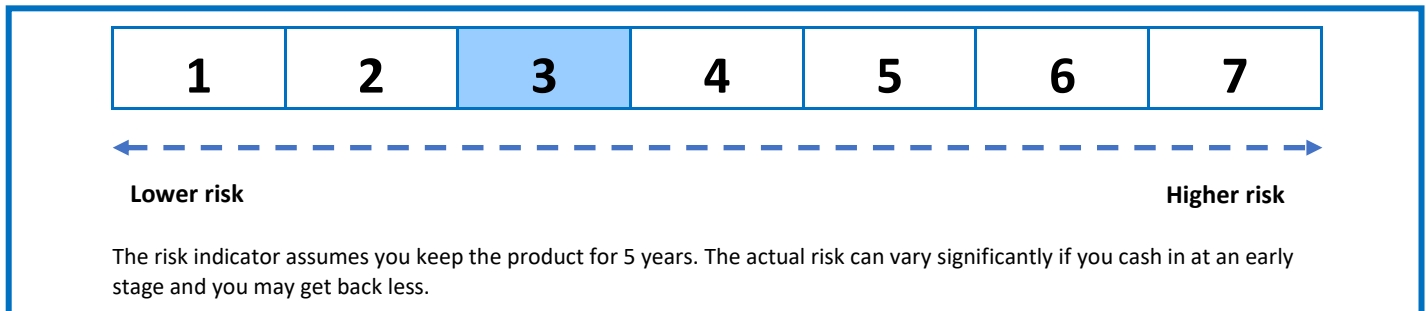 1 2 3 4 5 6 7
Lower risk Higher risk
The risk indicator assumes you keep the product for 5 years. The actual risk can vary significantly if you cash in at an early
stage and you may get back less.